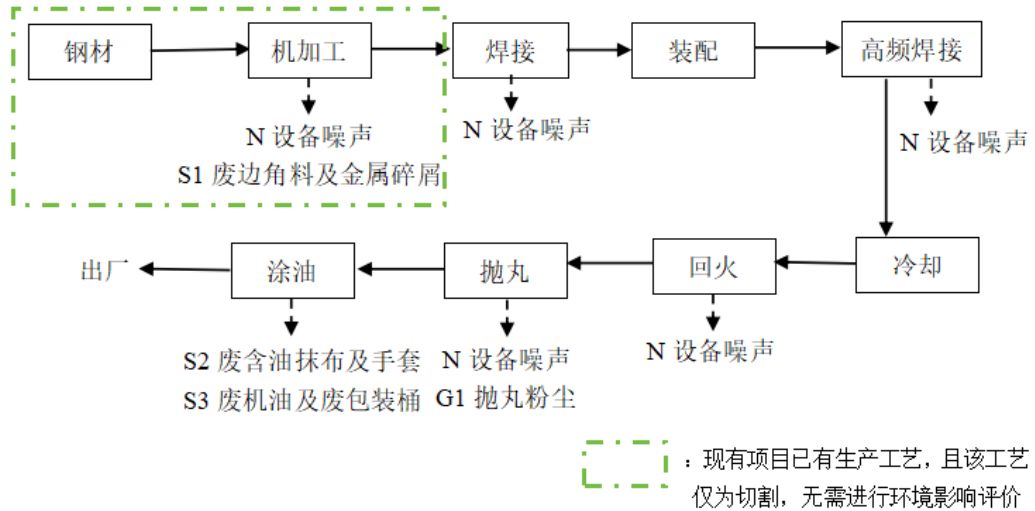 钢材
机加工
焊接
装配
高频焊接
N 设备噪声
S1 废边角料及金属碎屑
N 设备噪声
N 设备噪声
出厂
涂油
抛丸
回火
冷却
S2 废含油抹布及手套
S3 废机油及废包装桶
N 设备噪声
G1 抛丸粉尘
N 设备噪声
:现有项目已有生产工艺，且该工艺
仅为切割，无需进行环境影响评价